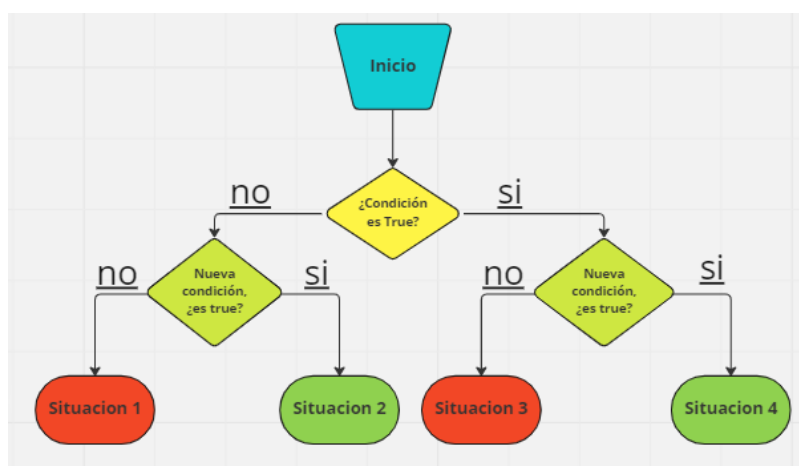 Inicio
¿Condición
es True?
no
si
Nueva
condición,
¿es true?
no
si
Nueva
condición,
¿es true?
no
si
Situacion 1
Situacion 2
Situacion 3
Situacion 4